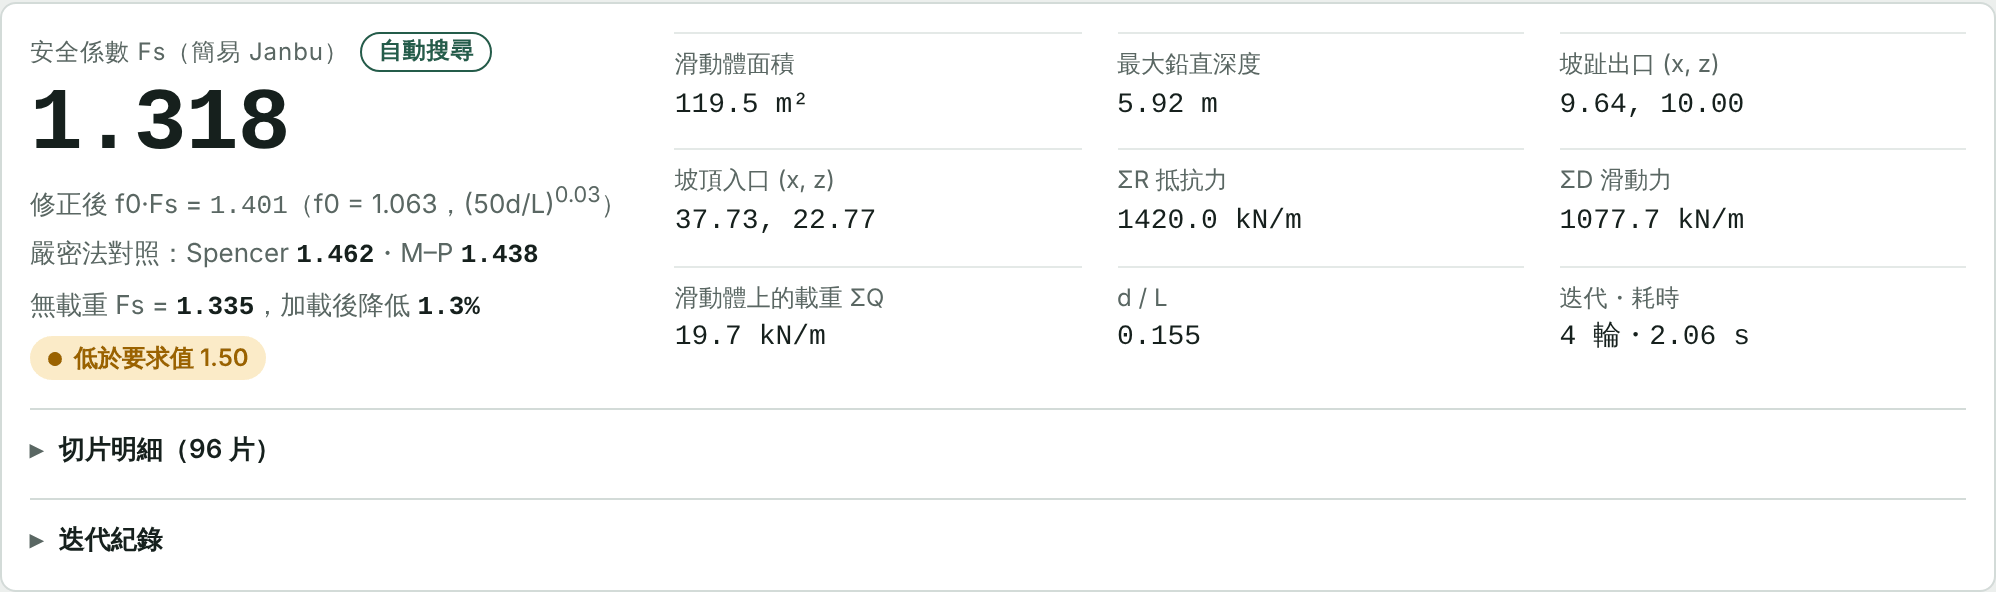 安全係數 Fs（簡易 Janbu） 自動搜尋
1.318
修正後 f0·Fs = 1.401（f0 = 1.063，(50d/L)^0.03）
嚴密法對照：Spencer 1.462 · M–P 1.438
無載重 Fs = 1.335，加載後降低 1.3%
● 低於要求值 1.50
滑動體面積
119.5 m²
最大鉛直深度
5.92 m
坡趾出口 (x, z)
9.64, 10.00
坡頂入口 (x, z)
37.73, 22.77
ΣR 抵抗力
1420.0 kN/m
ΣD 滑動力
1077.7 kN/m
滑動體上的載重 ΣQ
19.7 kN/m
d / L
0.155
迭代・耗時
4 輪・2.06 s
▶ 切片明細（96 片）
▶ 迭代紀錄